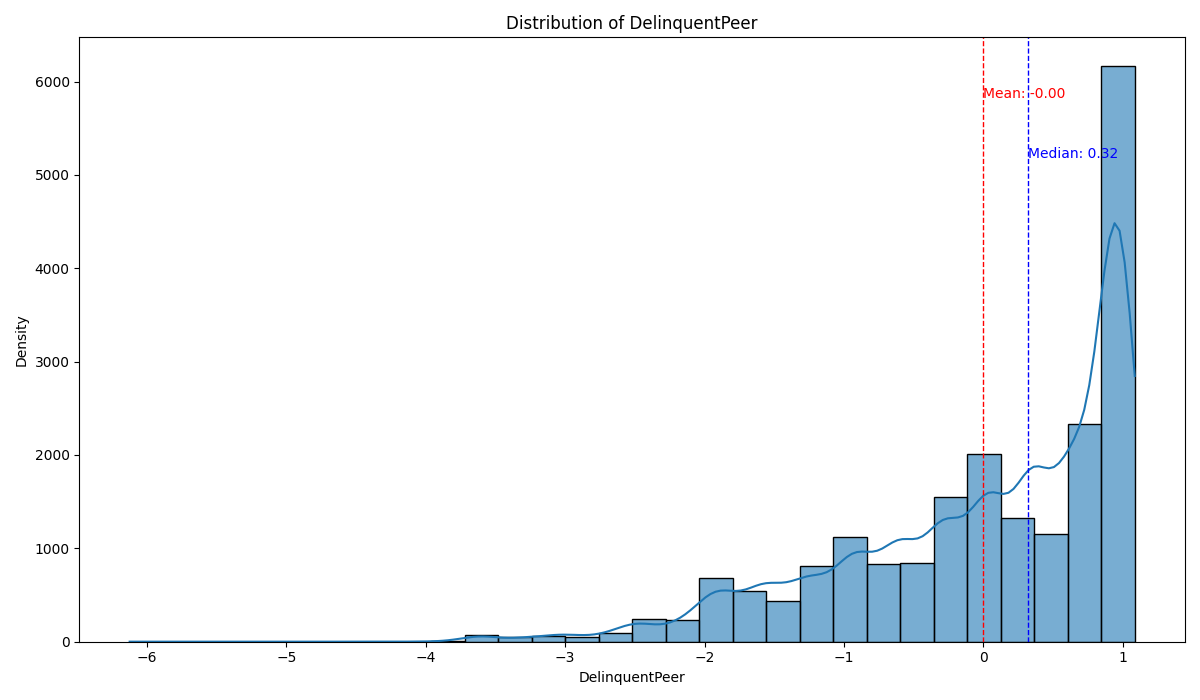 Distribution of DelinquentPeer
6000
5000
4000
3000
2000
1000
0
Density
Mean: -0.00
Median: 0.32
−6 −5 −4 −3 −2 −1 0 1
DelinquentPeer